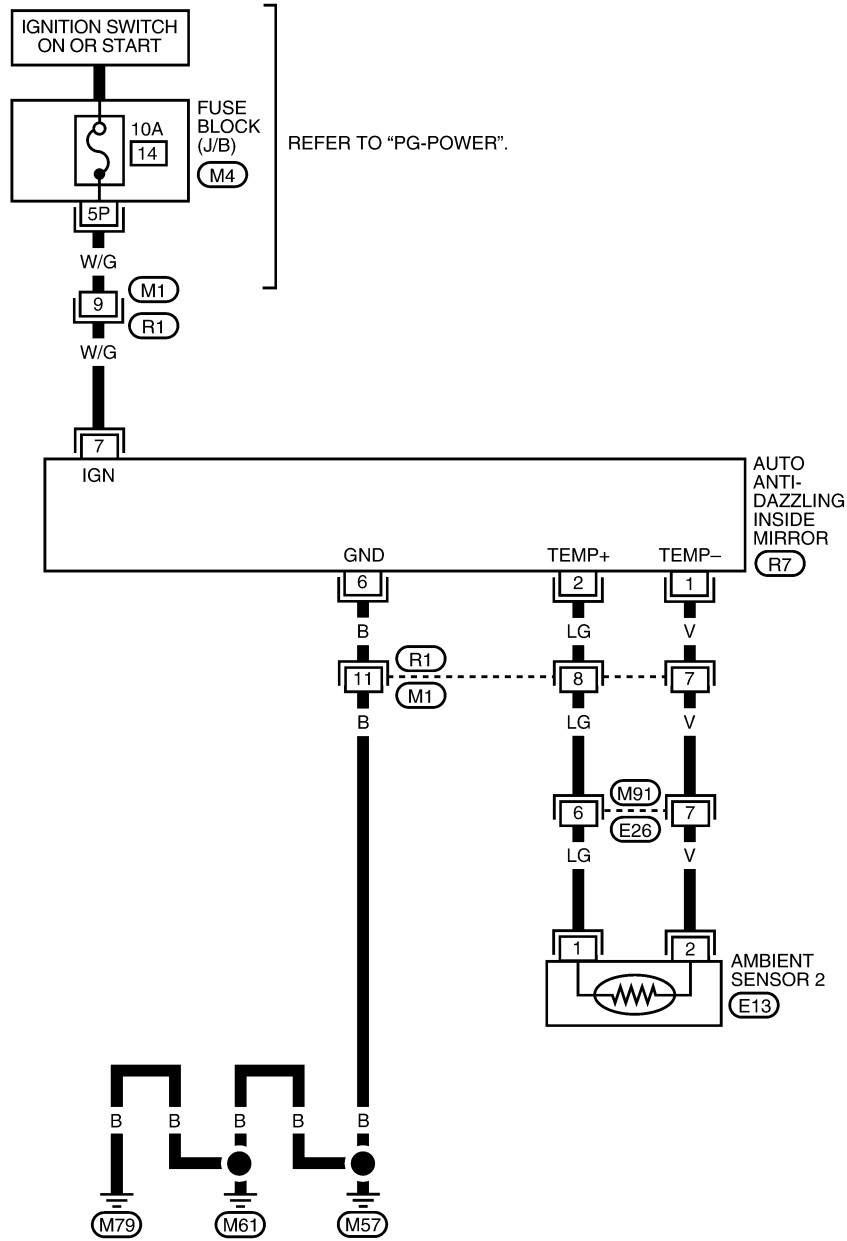 IGNITION SWITCH
ON OR START
FUSE
BLOCK
(J/B)
M4
10A
14
REFER TO “PG-POWER”.
5P
W/G
9
M1
R1
W/G
7
IGN
AUTO
ANTI-
DAZZLING
INSIDE
MIRROR
R7
GND
TEMP+
TEMP–
6
2
1
B
LG
V
11
R1
M1
8
7
B
LG
V
6
M91
E26
7
LG
V
1
2
AMBIENT
SENSOR 2
E13
B
B
B
B
B
M79
M61
M57